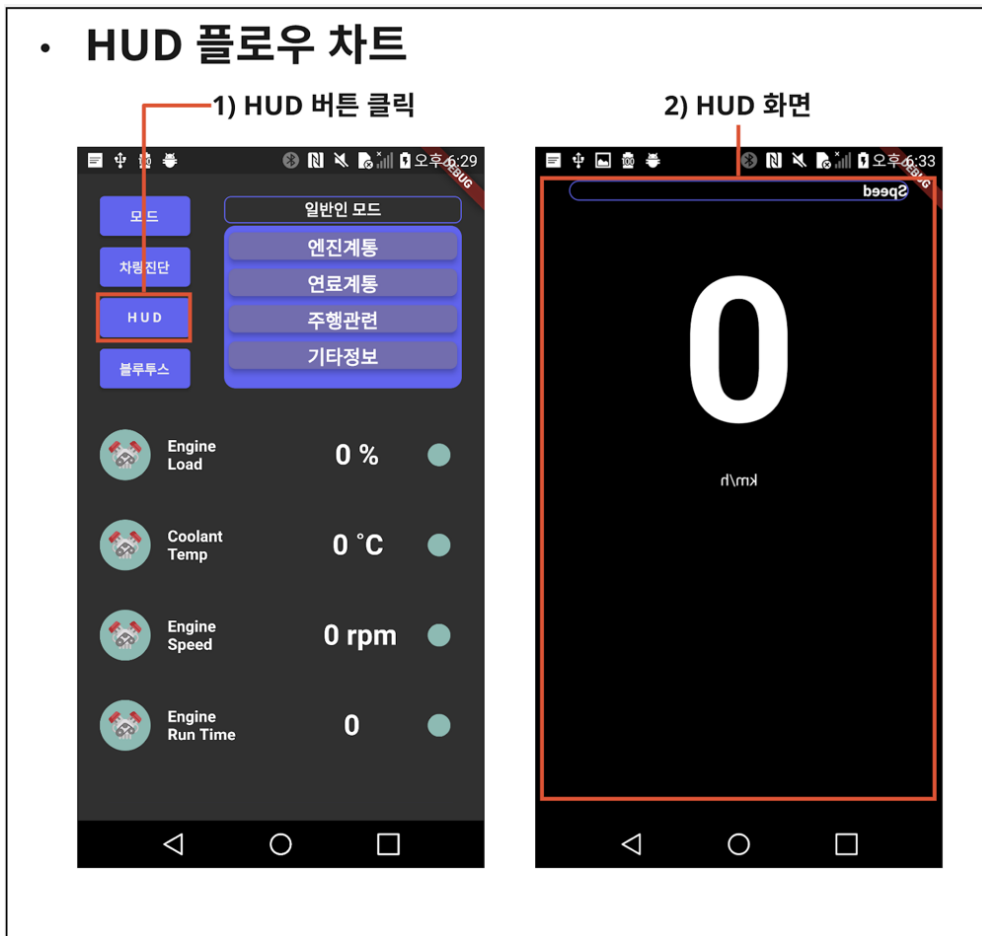 • HUD 플로우 차트
1) HUD 버튼 클릭
오후 6:29
DEBUG
모드
차량진단
H U D
블루투스
일반인 모드
엔진계통
연료계통
주행관련
기타정보
Engine
Load
0 %
Coolant
Temp
0 °C
Engine
Speed
0 rpm
Engine
Run Time
0
2) HUD 화면
오후 6:33
DEBUG
Speed
0
km/h